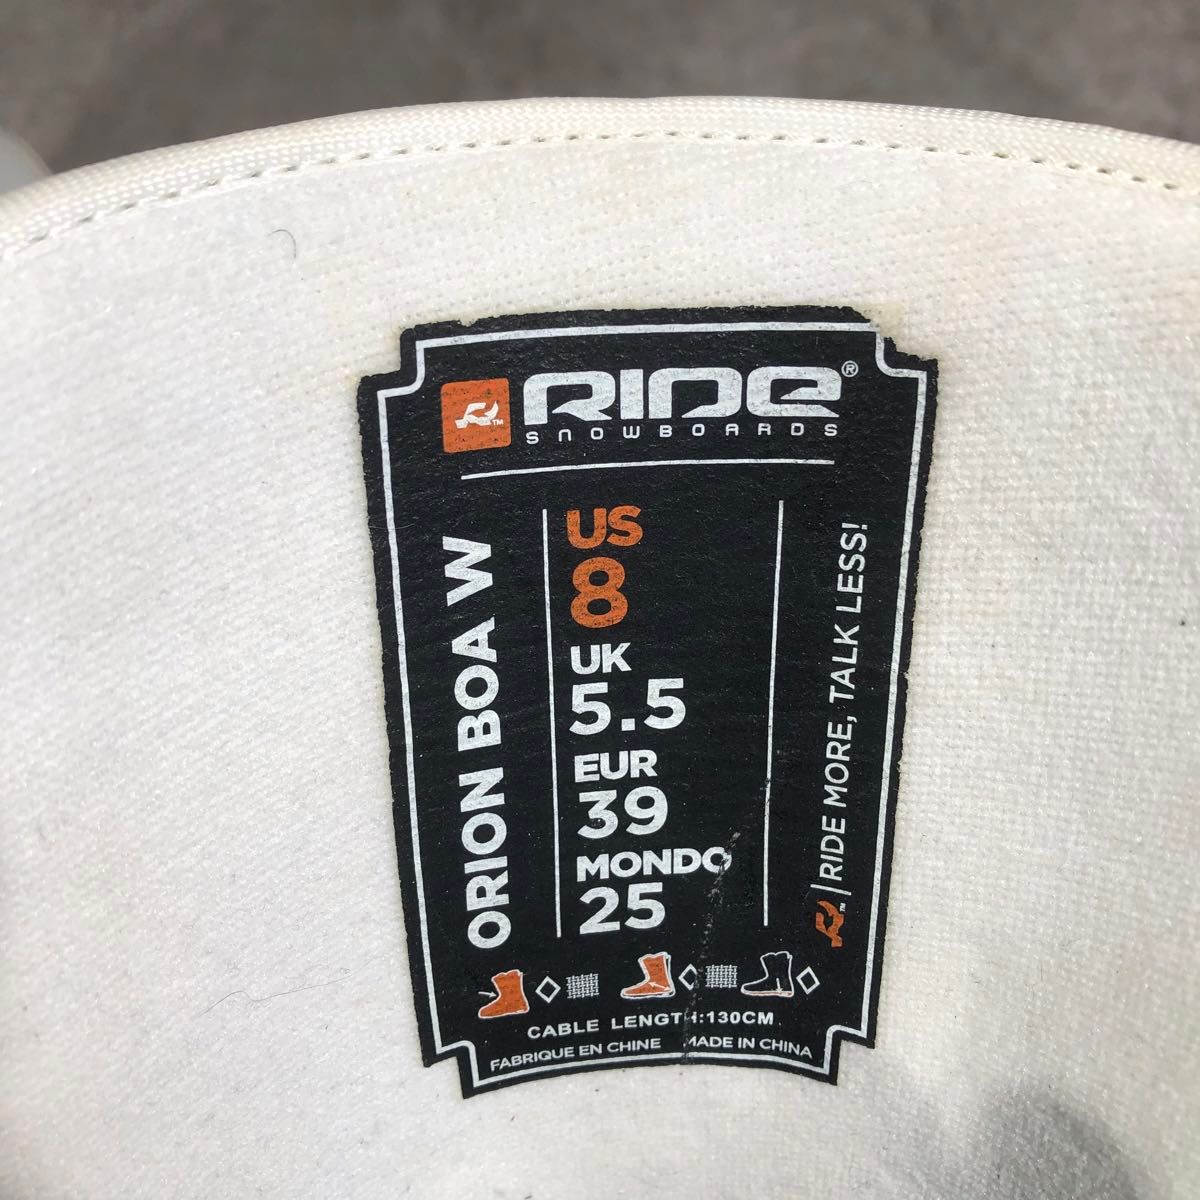 RIDE®
SNOWBOARDS
ORION BOA W
US
8
UK
5.5
EUR
39
MONDO
25
RIDE MORE, TALK LESS!
CABLE LENGTH:130CM
FABRIQUE EN CHINE MADE IN CHINA